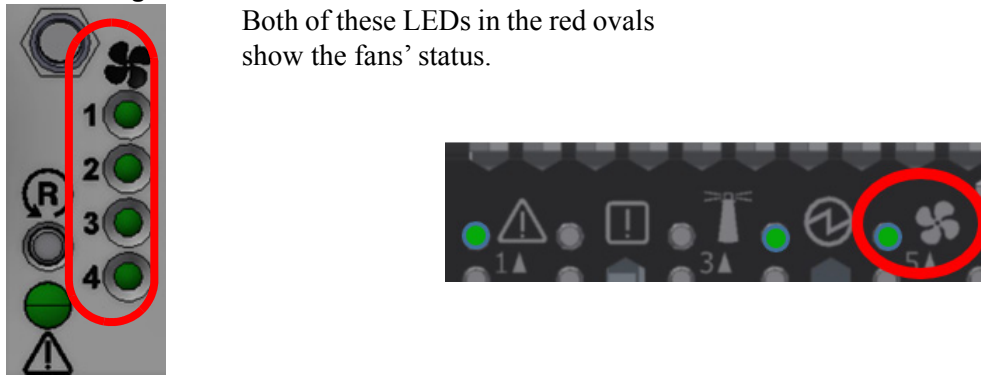 Both of these LEDs in the red ovals
show the fans' status.
1
2
R
3
4
1▲
3▲
5▲